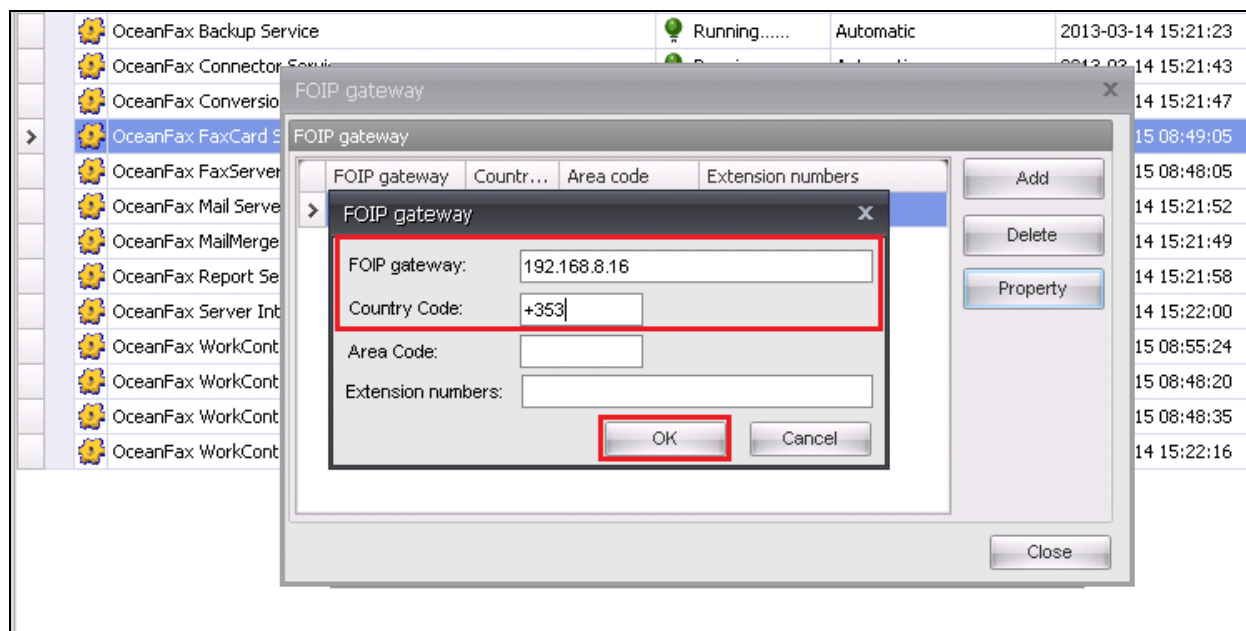 OceanFax Backup Service Running...... Automatic 2013-03-14 15:21:23
OceanFax Connector 14 15:21:43
FOIP gateway x
OceanFax Conversio 14 15:21:47
OceanFax FaxCard S FOIP gateway 15 08:49:05
OceanFax FaxServer FOIP gateway Countr... Area code Extension numbers Add 15 08:48:05
OceanFax Mail Serve FOIP gateway x 14 15:21:52
OceanFax MailMerge Delete 14 15:21:49
FOIP gateway: 192.168.8.16
OceanFax Report Se Property 14 15:21:58
OceanFax Server Int Country Code: +353 14 15:22:00
OceanFax WorkCont Area Code: 15 08:55:24
OceanFax WorkCont Extension numbers: 15 08:48:20
OceanFax WorkCont 15 08:48:35
OK Cancel
OceanFax WorkCont 14 15:22:16
Close